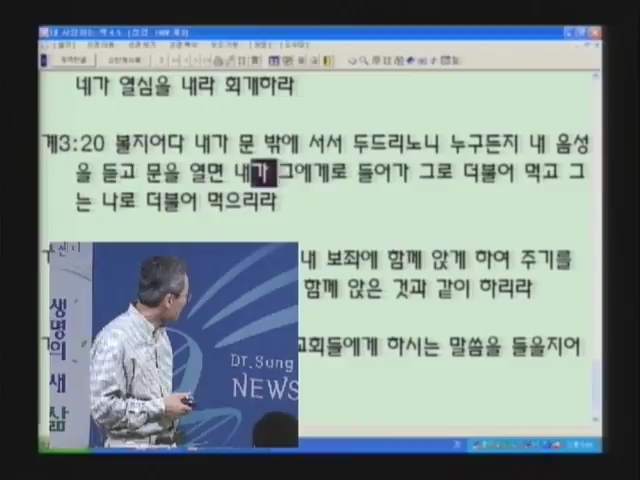 네가 열심을 내라 회개하라
계3:20 볼지어다 내가 문 밖에 서서 두드리노니 누구든지 내 음성
을 듣고 문을 열면 내가 그에게로 들어가 그로 더불어 먹고 그
는 나로 더불어 먹으리라
내 보좌에 함께 앉게 하여 주기를
함께 앉은 것과 같이 하리라
교회들에게 하시는 말씀을 들을지어
생명의 새 삶
Dr.Sung
NEWS